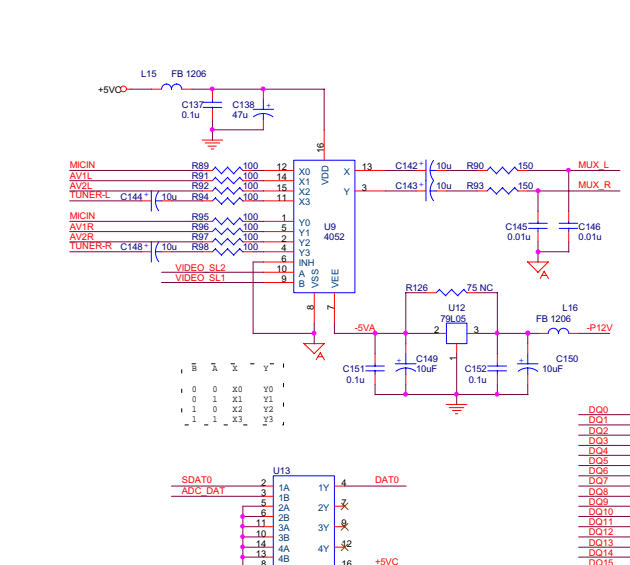 L15 FB 1206
+5VC
C137 0.1u
C138 47u
16
VDD
MICIN R89 100 12 X0
AV1L R91 100 14 X1
AV2L R92 100 15 X2
TUNER-L C144 + 10u R94 100 11 X3
MICIN R95 100 1 Y0
AV1R R96 100 5 Y1
AV2R R97 100 2 Y2
TUNER-R C148 + 10u R98 100 4 Y3
6 INH
VIDEO SL2 10 A
VIDEO SL1 9 B
U9
4052
VSS VEE
8 7
X 13 C142 + 10u R90 150 MUX_L
Y 3 C143 + 10u R93 150 MUX_R
C145 0.01u
C146 0.01u
A
A
R126 75 NC
U12
79L05
2 3
1
L16
FB 1206
-5VA
-P12V
C151 0.1u
+ C149 10uF
C152 0.1u
+ C150 10uF
B A X Y
0 0 X0 Y0
0 1 X1 Y1
1 0 X2 Y2
1 1 X3 Y3
U13
SDAT0 2 1A 1Y 4 DAT0
ADC_DAT 3 1B
5 2A 2Y 7
6 2B
11 3A 3Y 9
10 3B
14 4A 4Y 12
13 4B
8 16 +5VC
DQ0
DQ1
DQ2
DQ3
DQ4
DQ5
DQ6
DQ7
DQ8
DQ9
DQ10
DQ11
DQ12
DQ13
DQ14
DQ15